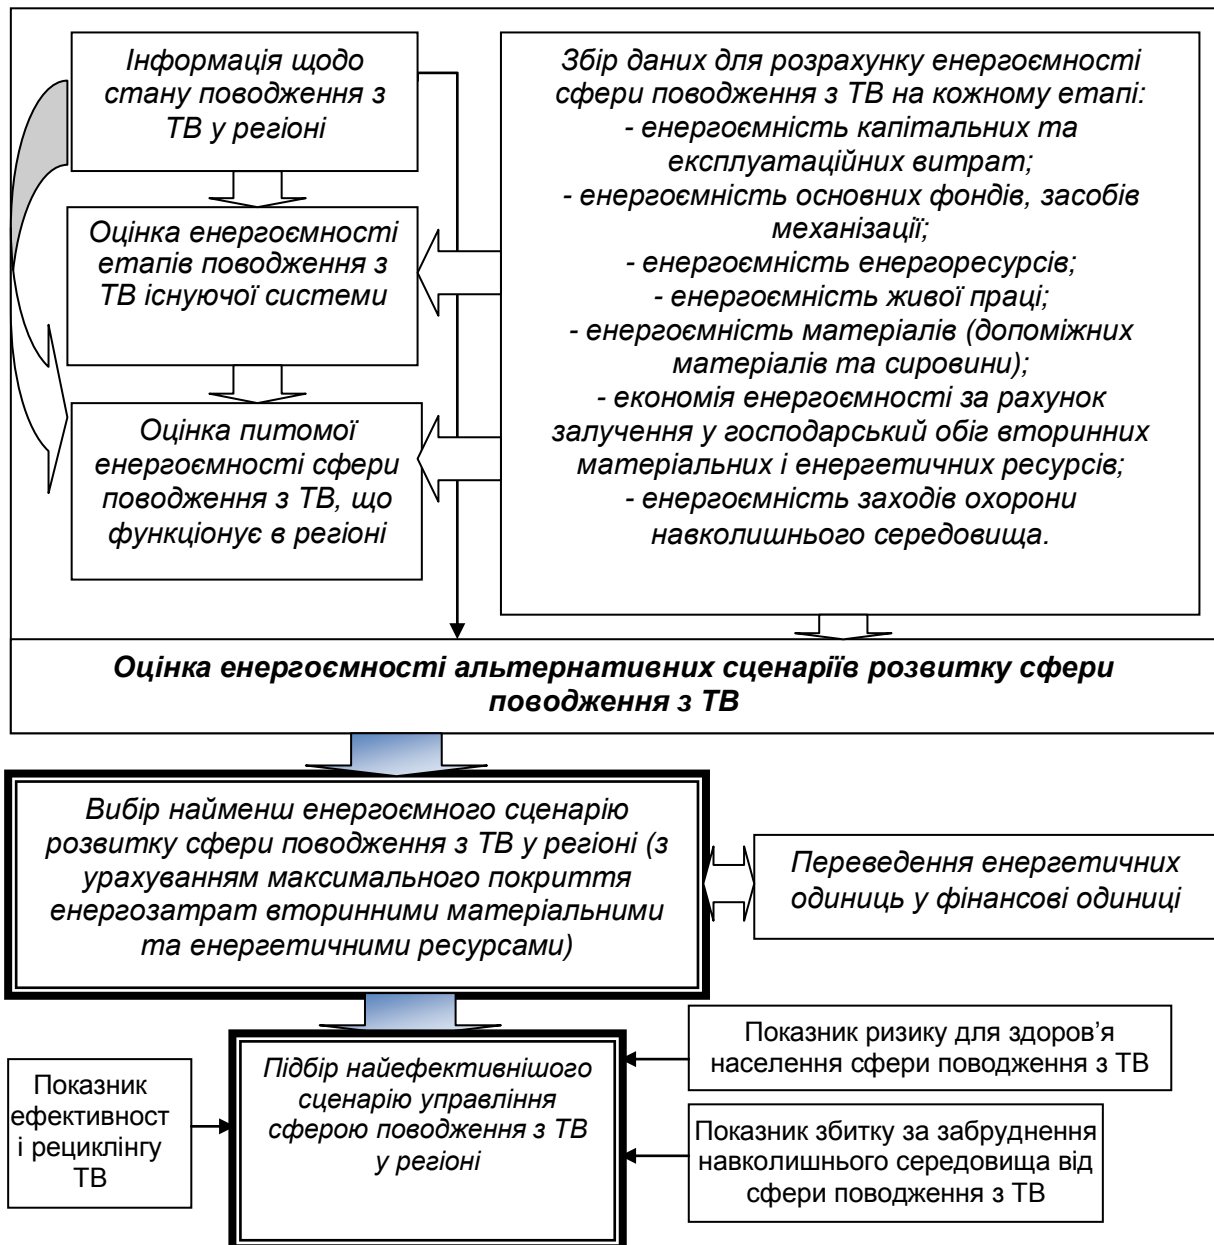 Інформація щодо
стану поводження з
ТВ у регіоні
Оцінка енергоємності
етапів поводження з
ТВ існуючої системи
Оцінка питомої
енергоємності сфери
поводження з ТВ, що
функціонує в регіоні
Збір даних для розрахунку енергоємності
сфери поводження з ТВ на кожному етапі:
- енергоємність капітальних та
експлуатаційних витрат;
- енергоємність основних фондів, засобів
механізації;
- енергоємність енергоресурсів;
- енергоємність живої праці;
- енергоємність матеріалів (допоміжних
матеріалів та сировини);
- економія енергоємності за рахунок
залучення у господарський обіг вторинних
матеріальних і енергетичних ресурсів;
- енергоємність заходів охорони
навколишнього середовища.
Оцінка енергоємності альтернативних сценаріїв розвитку сфери
поводження з ТВ
Вибір найменш енергоємного сценарію
розвитку сфери поводження з ТВ у регіоні (з
урахуванням максимального покриття
енергозатрат вторинними матеріальними
та енергетичними ресурсами)
Переведення енергетичних
одиниць у фінансові одиниці
Показник
ефективност
і рециклінгу
ТВ
Підбір найефективнішого
сценарію управління
сферою поводження з ТВ
у регіоні
Показник ризику для здоров’я
населення сфери поводження з ТВ
Показник збитку за забруднення
навколишнього середовища від
сфери поводження з ТВ